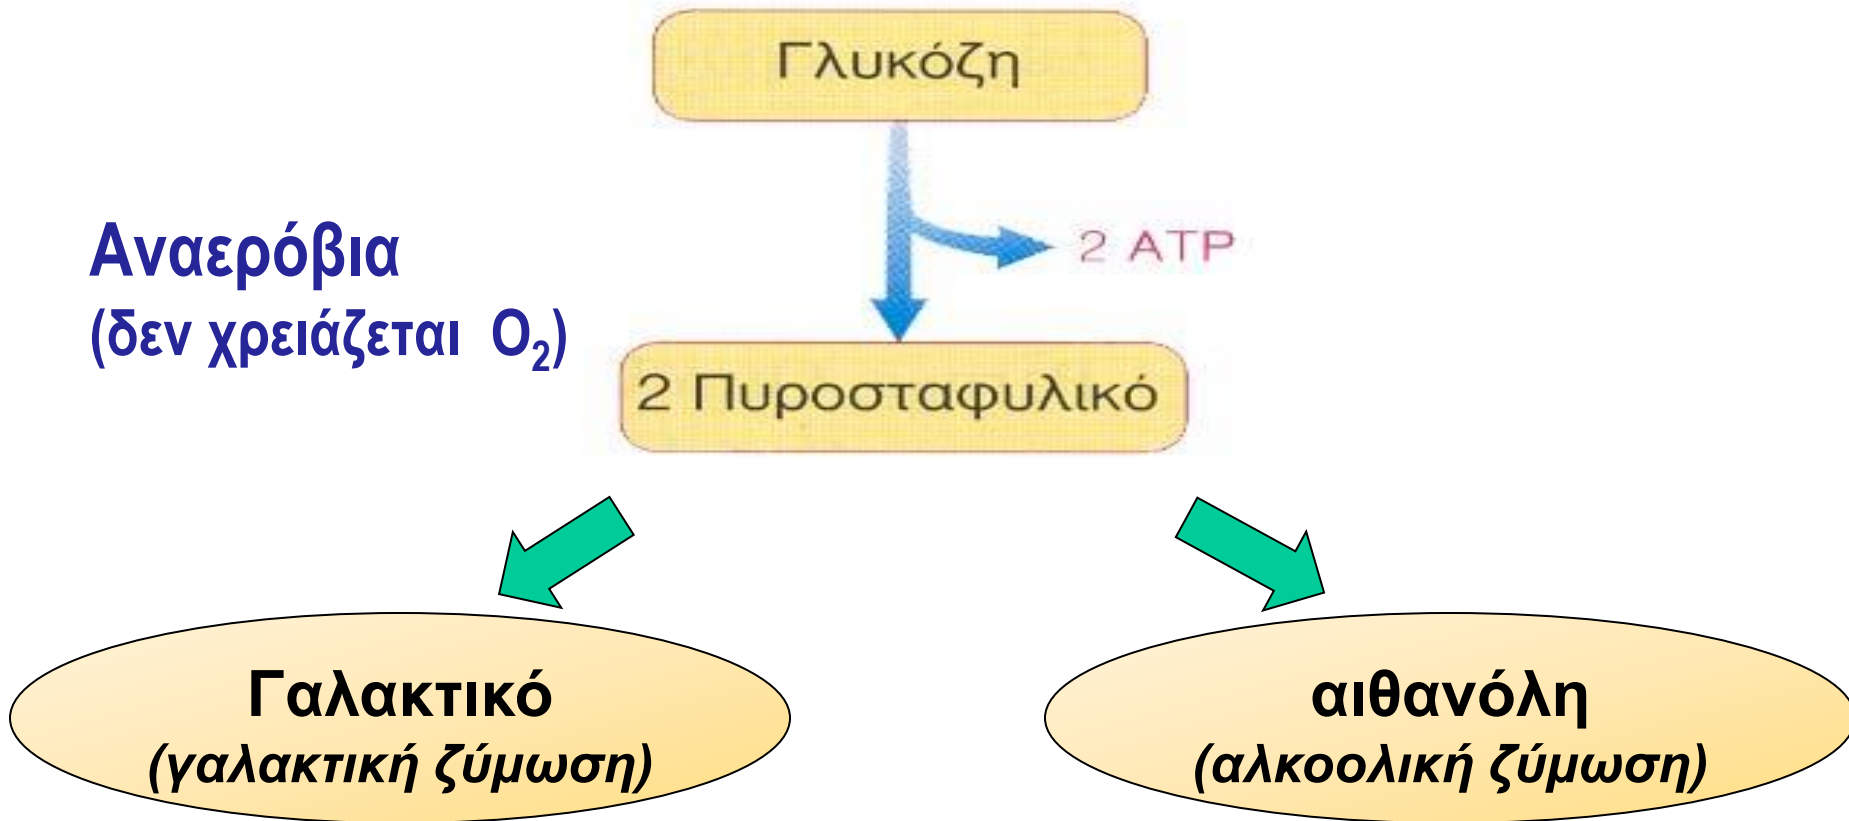 Γλυκόζη
2 ATP
Αναερόβια
(δεν χρειάζεται O₂)
2 Πυροσταφυλικό
Γαλακτικό
(γαλακτική ζύμωση)
αιθανόλη
(αλκοολική ζύμωση)